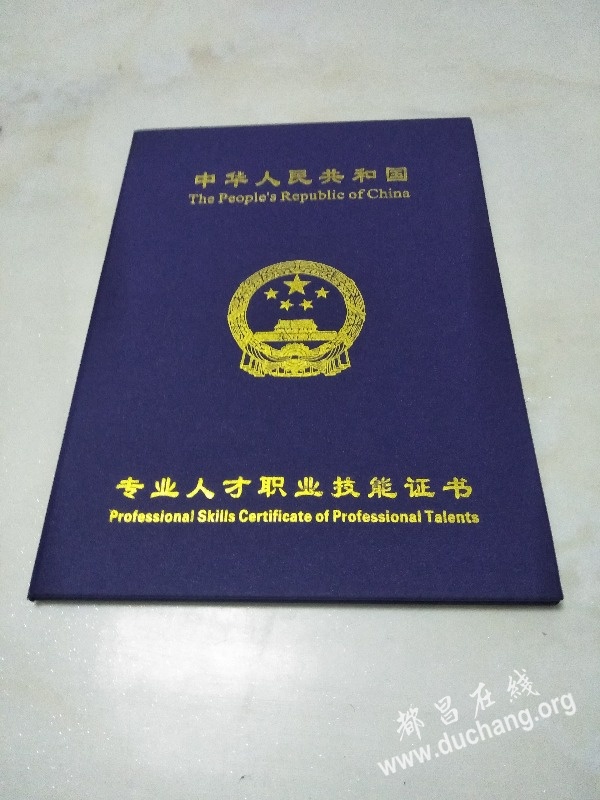 中华人民共和国
The People's Republic of China
专业人才职业技能证书
Professional Skills Certificate of Professional Talents
都昌在线
www.duchang.org